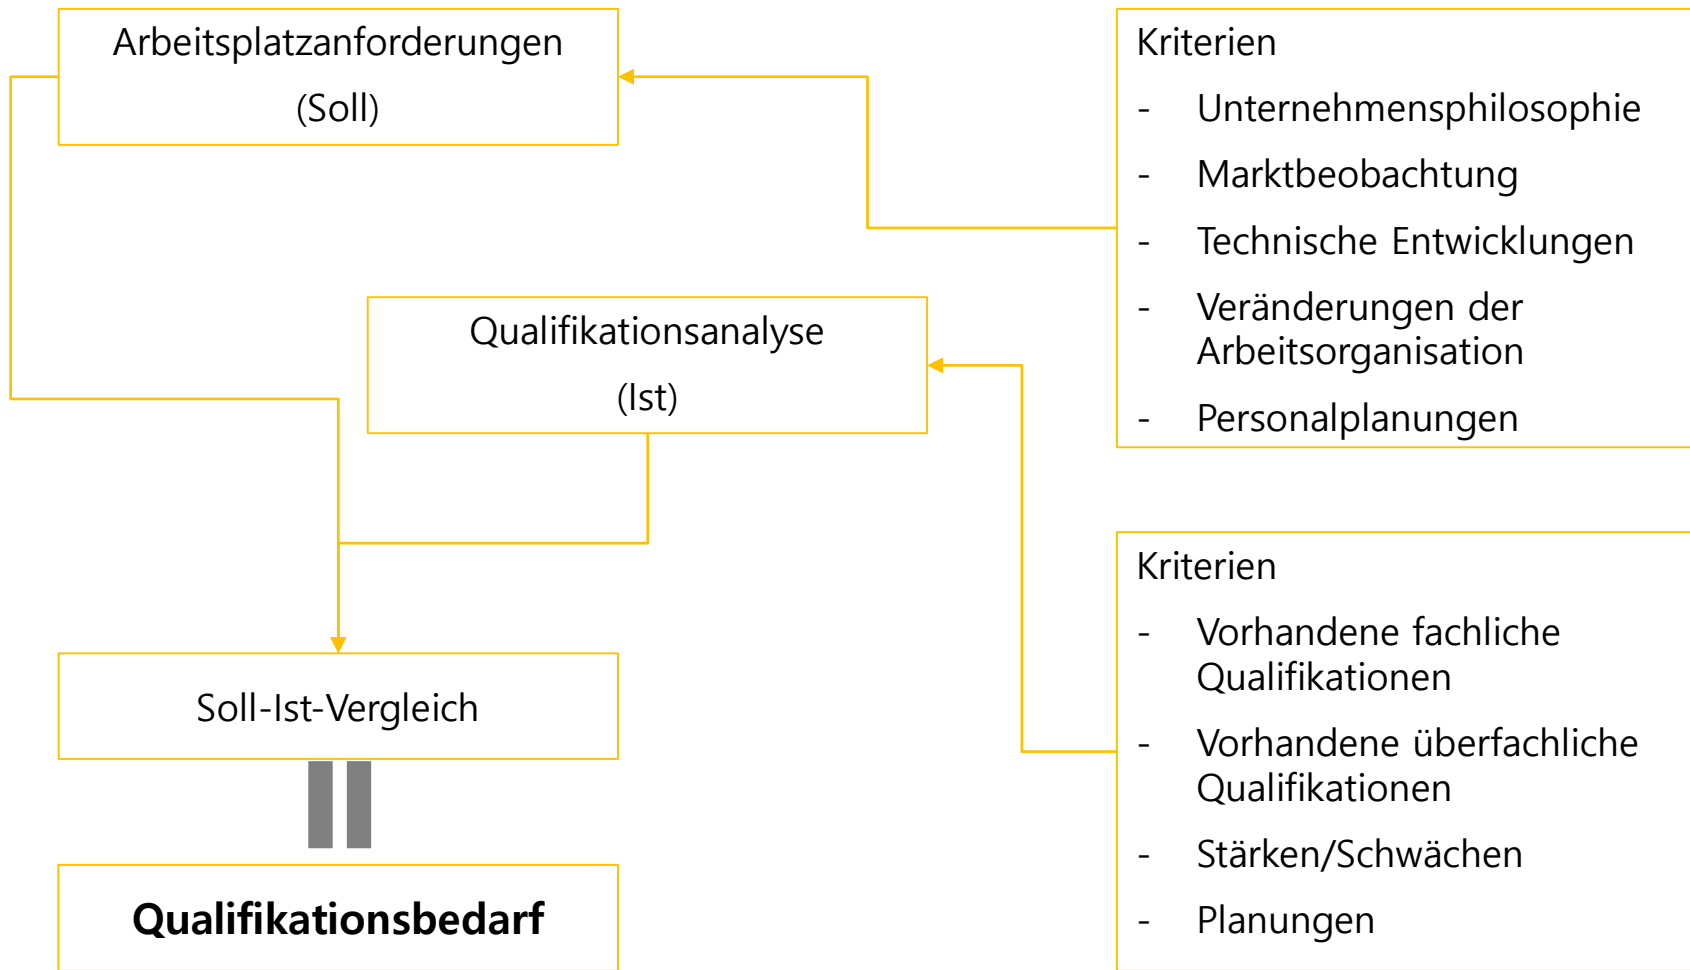 Arbeitsplatzanforderungen
(Soll)
Kriterien
- Unternehmensphilosophie
- Marktbeobachtung
- Technische Entwicklungen
- Veränderungen der
Arbeitsorganisation
- Personalplanungen
Qualifikationsanalyse
(Ist)
Kriterien
- Vorhandene fachliche
Qualifikationen
- Vorhandene überfachliche
Qualifikationen
- Stärken/Schwächen
- Planungen
Soll-Ist-Vergleich
Qualifikationsbedarf